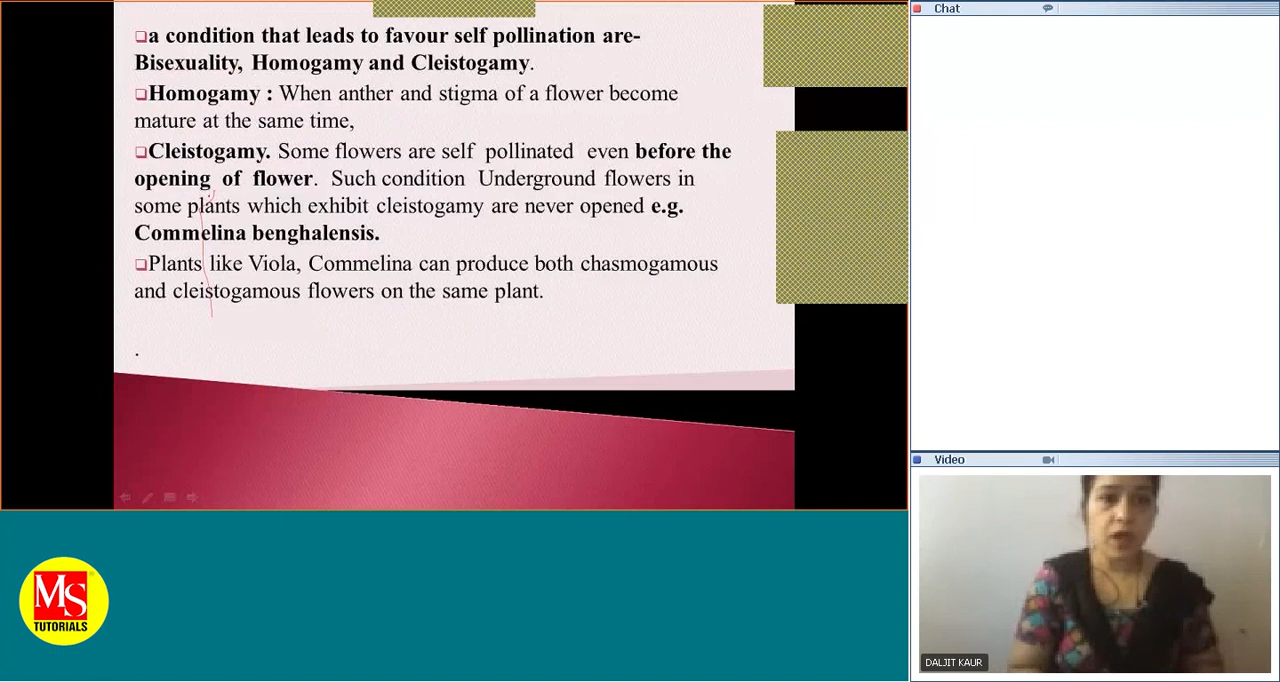 a condition that leads to favour self pollination are-
Bisexuality, Homogamy and Cleistogamy.
Homogamy : When anther and stigma of a flower become
mature at the same time,
Cleistogamy. Some flowers are self pollinated even before the
opening of flower. Such condition Underground flowers in
some plants which exhibit cleistogamy are never opened e.g.
Commelina benghalensis.
Plants like Viola, Commelina can produce both chasmogamous
and cleistogamous flowers on the same plant.
.
Chat
Video
DALJIT KAUR
MS
TUTORIALS